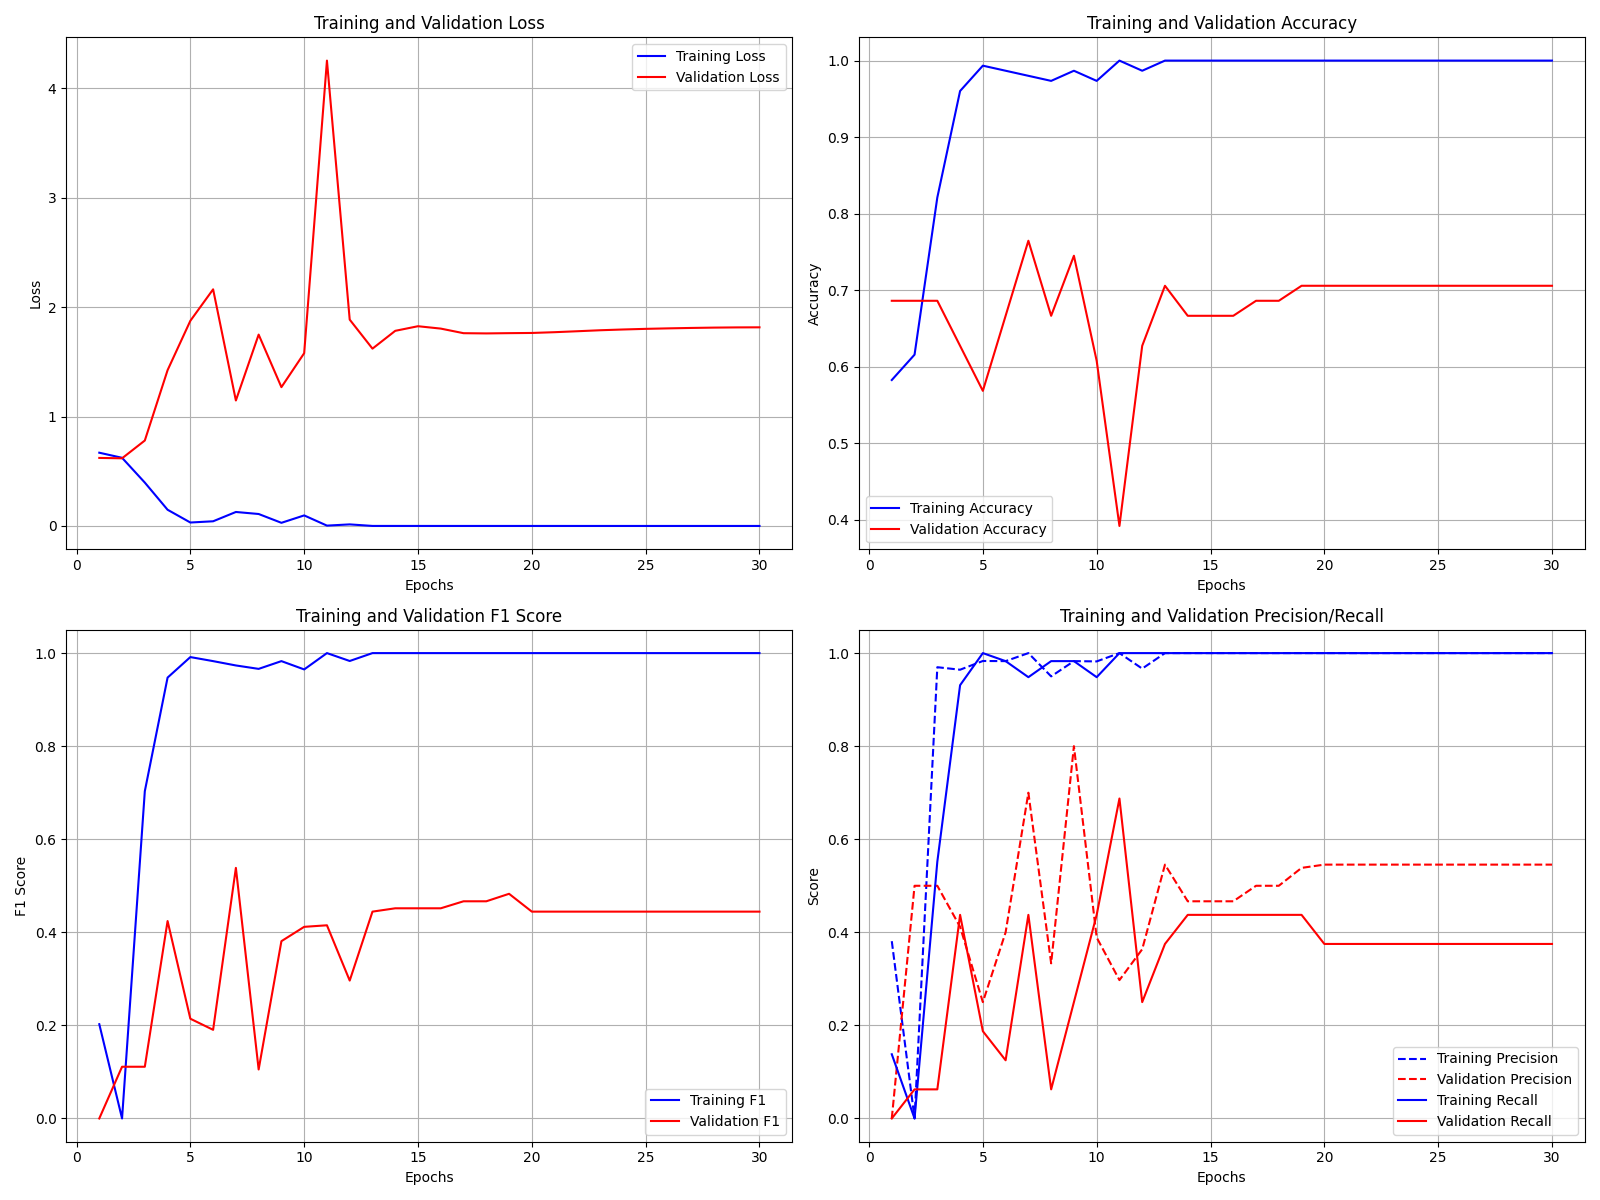 Training and Validation Loss
Training Loss
Validation Loss
4
3
2
1
0
Loss
0 5 10 15 20 25 30
Epochs
Training and Validation Accuracy
1.0
0.9
0.8
0.7
0.6
0.5
0.4
Accuracy
Training Accuracy
Validation Accuracy
0 5 10 15 20 25 30
Epochs
Training and Validation F1 Score
1.0
0.8
0.6
0.4
0.2
0.0
F1 Score
Training F1
Validation F1
0 5 10 15 20 25 30
Epochs
Training and Validation Precision/Recall
1.0
0.8
0.6
0.4
0.2
0.0
Score
Training Precision
Validation Precision
Training Recall
Validation Recall
0 5 10 15 20 25 30
Epochs